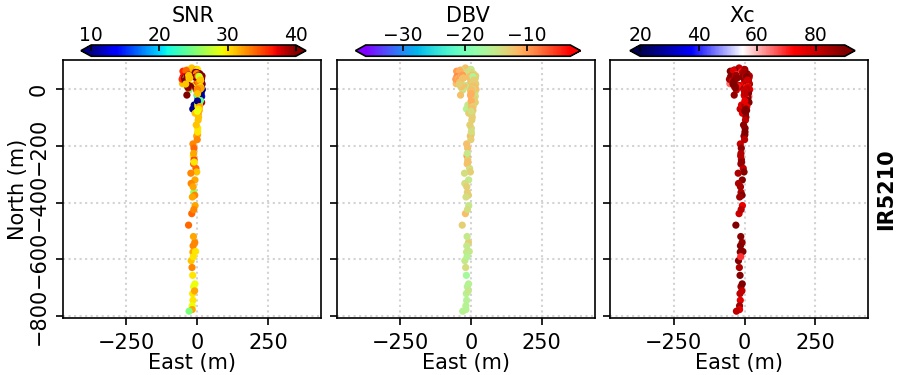 SNR DBV Xc
10 20 30 40 −30 −20 −10 20 40 60 80
North (m)
0
−200
−400
−600
−800
−250 0 250 −250 0 250 −250 0 250
East (m) East (m) East (m)
IR5210